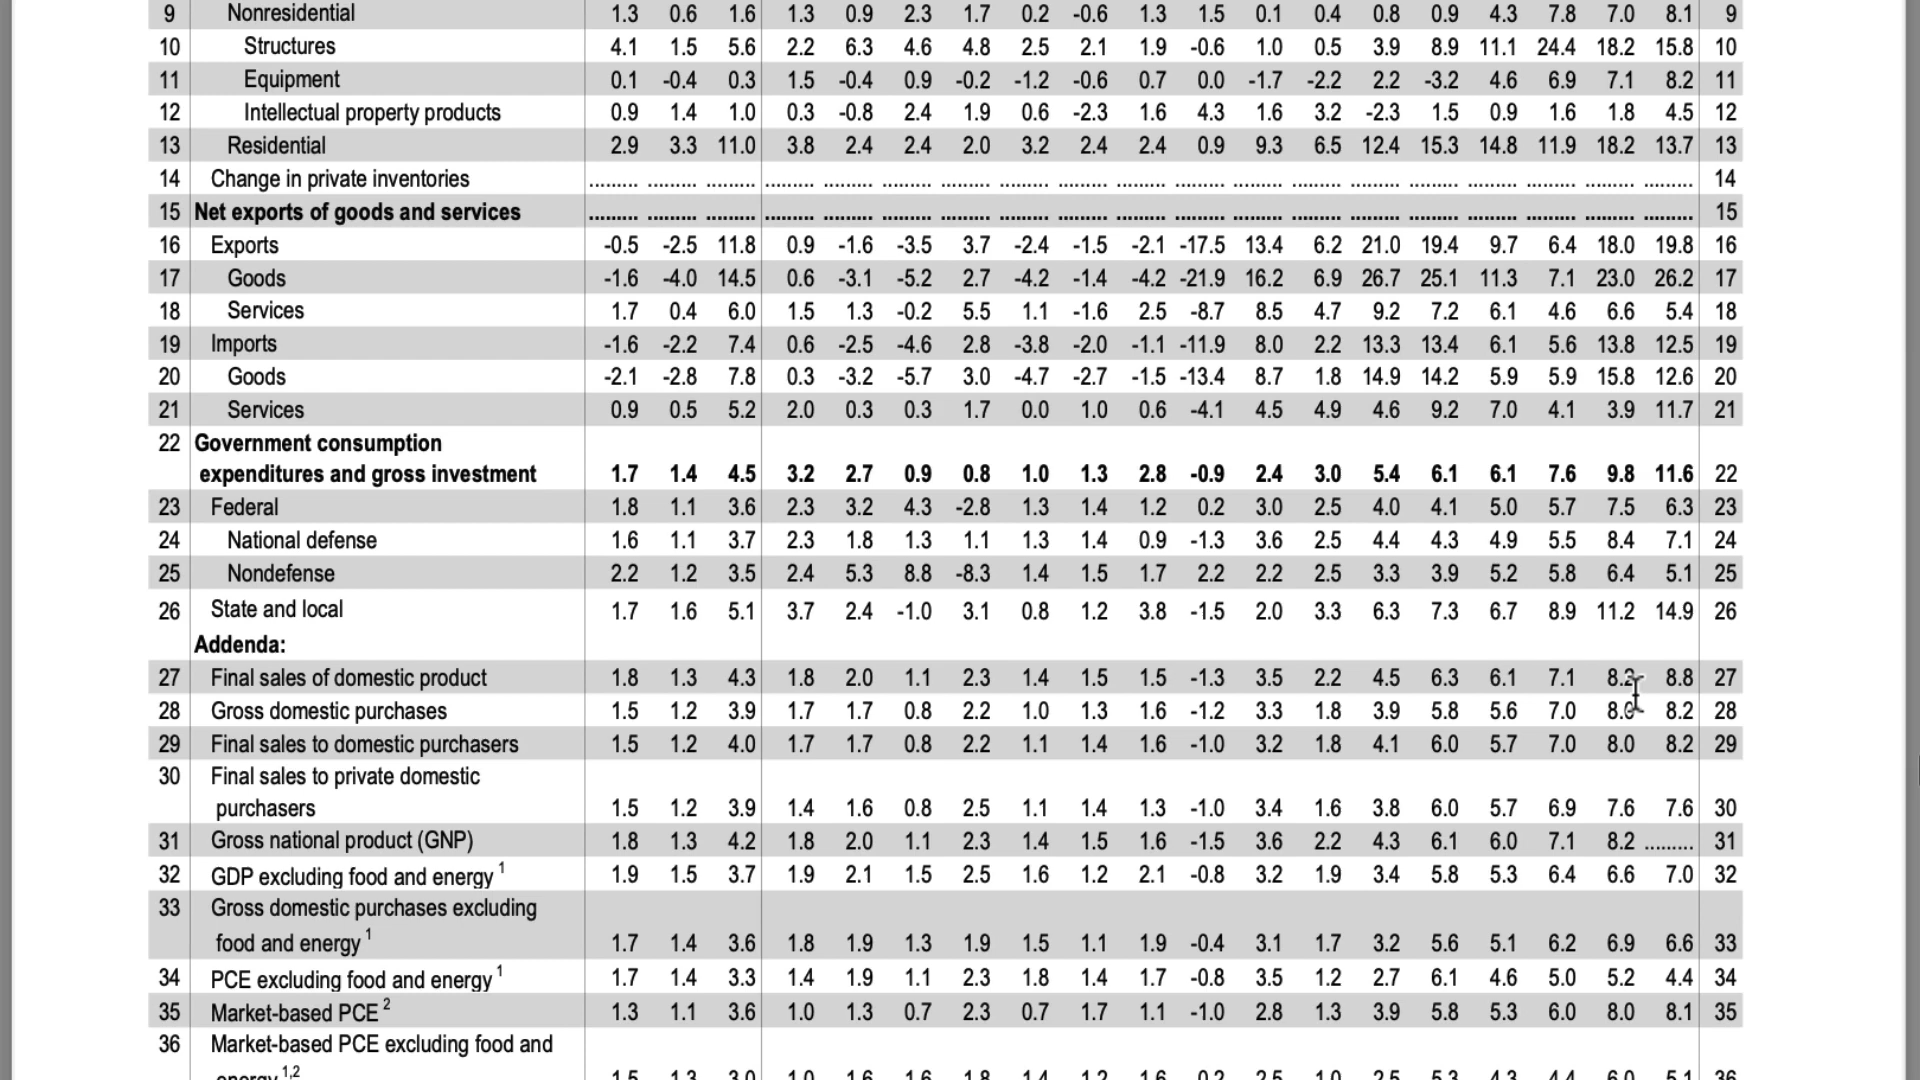 9 Nonresidential 1.3 0.6 1.6 1.3 0.9 2.3 1.7 0.2 -0.6 1.3 1.5 0.1 0.4 0.8 0.9 4.3 7.8 7.0 8.1 9
10 Structures 4.1 1.5 5.6 2.2 6.3 4.6 4.8 2.5 2.1 1.9 -0.6 1.0 0.5 3.9 8.9 11.1 24.4 18.2 15.8 10
11 Equipment 0.1 -0.4 0.3 1.5 -0.4 0.9 -0.2 -1.2 -0.6 0.7 0.0 -1.7 -2.2 2.2 -3.2 4.6 6.9 7.1 8.2 11
12 Intellectual property products 0.9 1.4 1.0 0.3 -0.8 2.4 1.9 0.6 -2.3 1.6 4.3 1.6 3.2 -2.3 1.5 0.9 1.6 1.8 4.5 12
13 Residential 2.9 3.3 11.0 3.8 2.4 2.4 2.0 3.2 2.4 2.4 0.9 9.3 6.5 12.4 15.3 14.8 11.9 18.2 13.7 13
14 Change in private inventories ......... ......... ......... ......... ......... ......... ......... ......... ......... ......... ......... ......... ......... ......... ......... ......... ......... ......... ......... 14
15 Net exports of goods and services ......... ......... ......... ......... ......... ......... ......... ......... ......... ......... ......... ......... ......... ......... ......... ......... ......... ......... ......... 15
16 Exports -0.5 -2.5 11.8 0.9 -1.6 -3.5 3.7 -2.4 -1.5 -2.1 -17.5 13.4 6.2 21.0 19.4 9.7 6.4 18.0 19.8 16
17 Goods -1.6 -4.0 14.5 0.6 -3.1 -5.2 2.7 -4.2 -1.4 -4.2 -21.9 16.2 6.9 26.7 25.1 11.3 7.1 23.0 26.2 17
18 Services 1.7 0.4 6.0 1.5 1.3 -0.2 5.5 1.1 -1.6 2.5 -8.7 8.5 4.7 9.2 7.2 6.1 4.6 6.6 5.4 18
19 Imports -1.6 -2.2 7.4 0.6 -2.5 -4.6 2.8 -3.8 -2.0 -1.1 -11.9 8.0 2.2 13.3 13.4 6.1 5.6 13.8 12.5 19
20 Goods -2.1 -2.8 7.8 0.3 -3.2 -5.7 3.0 -4.7 -2.7 -1.5 -13.4 8.7 1.8 14.9 14.2 5.9 5.9 15.8 12.6 20
21 Services 0.9 0.5 5.2 2.0 0.3 0.3 1.7 0.0 1.0 0.6 -4.1 4.5 4.9 4.6 9.2 7.0 4.1 3.9 11.7 21
22 Government consumption
expenditures and gross investment 1.7 1.4 4.5 3.2 2.7 0.9 0.8 1.0 1.3 2.8 -0.9 2.4 3.0 5.4 6.1 6.1 7.6 9.8 11.6 22
23 Federal 1.8 1.1 3.6 2.3 3.2 4.3 -2.8 1.3 1.4 1.2 0.2 3.0 2.5 4.0 4.1 5.0 5.7 7.5 6.3 23
24 National defense 1.6 1.1 3.7 2.3 1.8 1.3 1.1 1.3 1.4 0.9 -1.3 3.6 2.5 4.4 4.3 4.9 5.5 8.4 7.1 24
25 Nondefense 2.2 1.2 3.5 2.4 5.3 8.8 -8.3 1.4 1.5 1.7 2.2 2.2 2.5 3.3 3.9 5.2 5.8 6.4 5.1 25
26 State and local 1.7 1.6 5.1 3.7 2.4 -1.0 3.1 0.8 1.2 3.8 -1.5 2.0 3.3 6.3 7.3 6.7 8.9 11.2 14.9 26
Addenda:
27 Final sales of domestic product 1.8 1.3 4.3 1.8 2.0 1.1 2.3 1.4 1.5 1.5 -1.3 3.5 2.2 4.5 6.3 6.1 7.1 8.2 8.8 27
28 Gross domestic purchases 1.5 1.2 3.9 1.7 1.7 0.8 2.2 1.0 1.3 1.6 -1.2 3.3 1.8 3.9 5.8 5.6 7.0 8.0 8.2 28
29 Final sales to domestic purchasers 1.5 1.2 4.0 1.7 1.7 0.8 2.2 1.1 1.4 1.6 -1.0 3.2 1.8 4.1 6.0 5.7 7.0 8.0 8.2 29
30 Final sales to private domestic
purchasers 1.5 1.2 3.9 1.4 1.6 0.8 2.5 1.1 1.4 1.3 -1.0 3.4 1.6 3.8 6.0 5.7 6.9 7.6 7.6 30
31 Gross national product (GNP) 1.8 1.3 4.2 1.8 2.0 1.1 2.3 1.4 1.5 1.6 -1.5 3.6 2.2 4.3 6.1 6.0 7.1 8.2 ......... 31
32 GDP excluding food and energy 1 1.9 1.5 3.7 1.9 2.1 1.5 2.5 1.6 1.2 2.1 -0.8 3.2 1.9 3.4 5.8 5.3 6.4 6.6 7.0 32
33 Gross domestic purchases excluding
food and energy 1 1.7 1.4 3.6 1.8 1.9 1.3 1.9 1.5 1.1 1.9 -0.4 3.1 1.7 3.2 5.6 5.1 6.2 6.9 6.6 33
34 PCE excluding food and energy 1 1.7 1.4 3.3 1.4 1.9 1.1 2.3 1.8 1.4 1.7 -0.8 3.5 1.2 2.7 6.1 4.6 5.0 5.2 4.4 34
35 Market-based PCE 2 1.3 1.1 3.6 1.0 1.3 0.7 2.3 0.7 1.7 1.1 -1.0 2.8 1.3 3.9 5.8 5.3 6.0 8.0 8.1 35
36 Market-based PCE excluding food and
energy 1,2 1.5 1.3 3.0 1.0 1.6 1.6 1.8 1.4 1.2 1.6 0.2 2.5 1.0 2.5 5.3 4.3 4.4 6.0 5.1 36